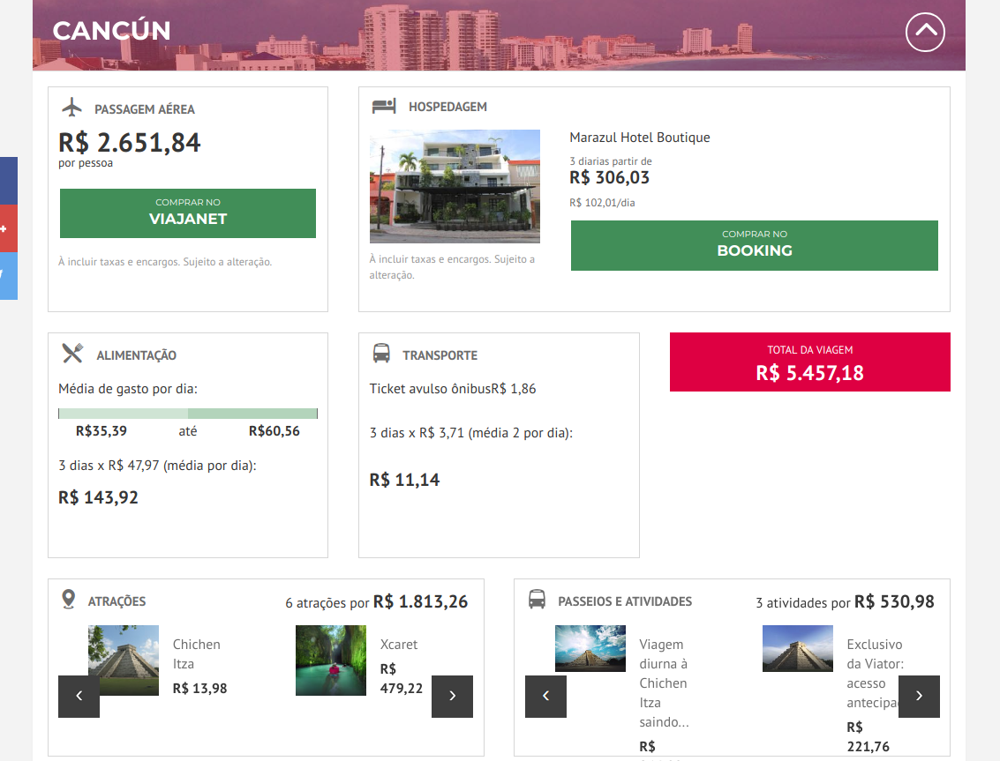 CANCÚN
PASSAGEM AÉREA
R$ 2.651,84
por pessoa
COMPRAR NO
VIAJANET
À incluir taxas e encargos. Sujeito a alteração.
HOSPEDAGEM
Marazul Hotel Boutique
3 diarias partir de
R$ 306,03
R$ 102,01/dia
COMPRAR NO
BOOKING
À incluir taxas e encargos. Sujeito a
alteração.
ALIMENTAÇÃO
Média de gasto por dia:
R$35,39 até R$60,56
3 dias x R$ 47,97 (média por dia):
R$ 143,92
TRANSPORTE
Ticket avulso ônibusR$ 1,86
3 dias x R$ 3,71 (média 2 por dia):
R$ 11,14
TOTAL DA VIAGEM
R$ 5.457,18
ATRAÇÕES
6 atrações por R$ 1.813,26
Chichen
Itza
R$ 13,98
Xcaret
R$
479,22
PASSEIOS E ATIVIDADES
3 atividades por R$ 530,98
Viagem
diurna à
Chichen
Itza
saindo...
R$
Exclusivo
da Viator:
acesso
antecipa
R$
221,76